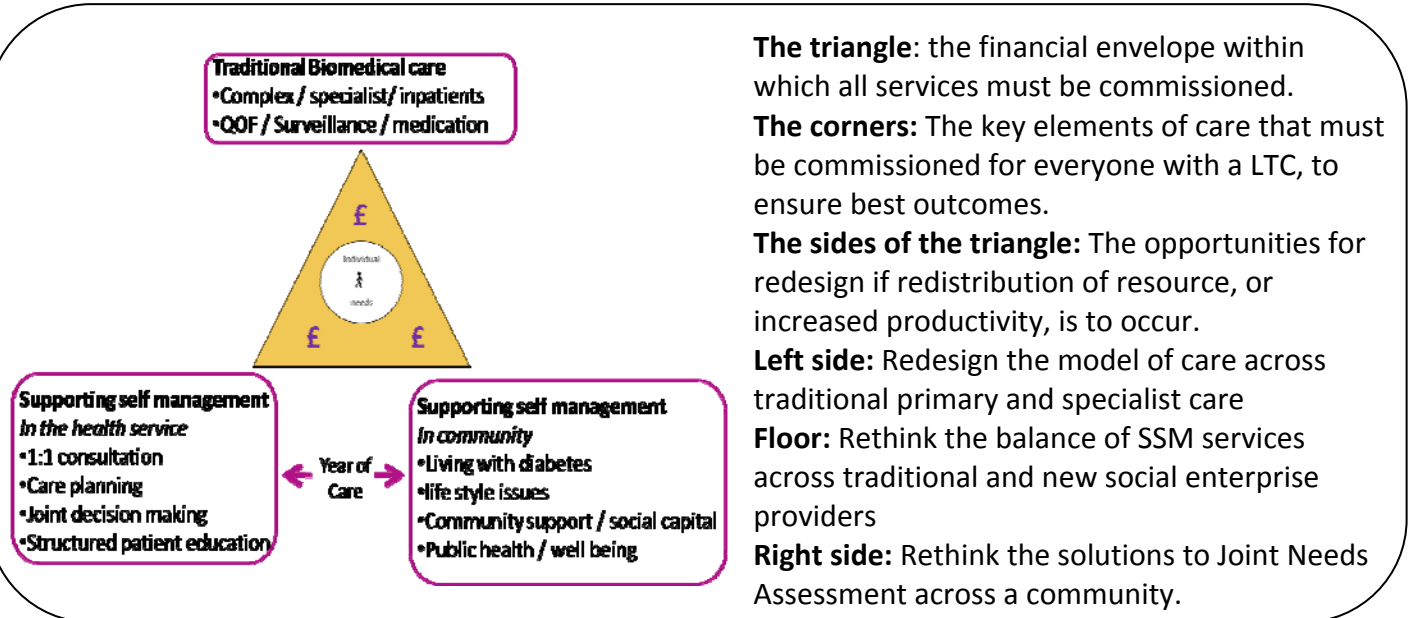 Traditional Biomedical care
•Complex / specialist/ inpatients
•QOF / Surveillance / medication
£
Individual
needs
£ £
Supporting self management
In the health service
•1:1 consultation
•Care planning
•Joint decision making
•Structured patient education
Year of
Care
Supporting self management
In community
•Living with diabetes
•life style issues
•Community support / social capital
•Public health / well being
The triangle: the financial envelope within
which all services must be commissioned.
The corners: The key elements of care that must
be commissioned for everyone with a LTC, to
ensure best outcomes.
The sides of the triangle: The opportunities for
redesign if redistribution of resource, or
increased productivity, is to occur.
Left side: Redesign the model of care across
traditional primary and specialist care
Floor: Rethink the balance of SSM services
across traditional and new social enterprise
providers
Right side: Rethink the solutions to Joint Needs
Assessment across a community.